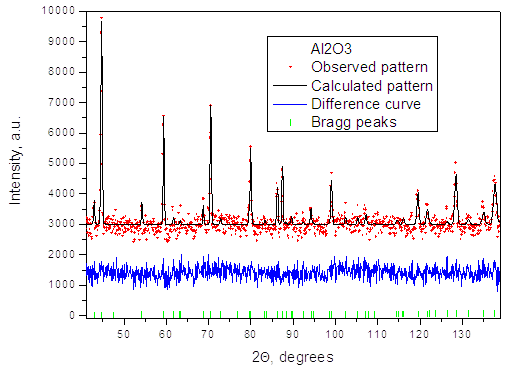 10000
9000
8000
7000
6000
5000
4000
3000
2000
1000
0
Intensity, a.u.
Al2O3
Observed pattern
Calculated pattern
Difference curve
Bragg peaks
50 60 70 80 90 100 110 120 130
2Θ, degrees